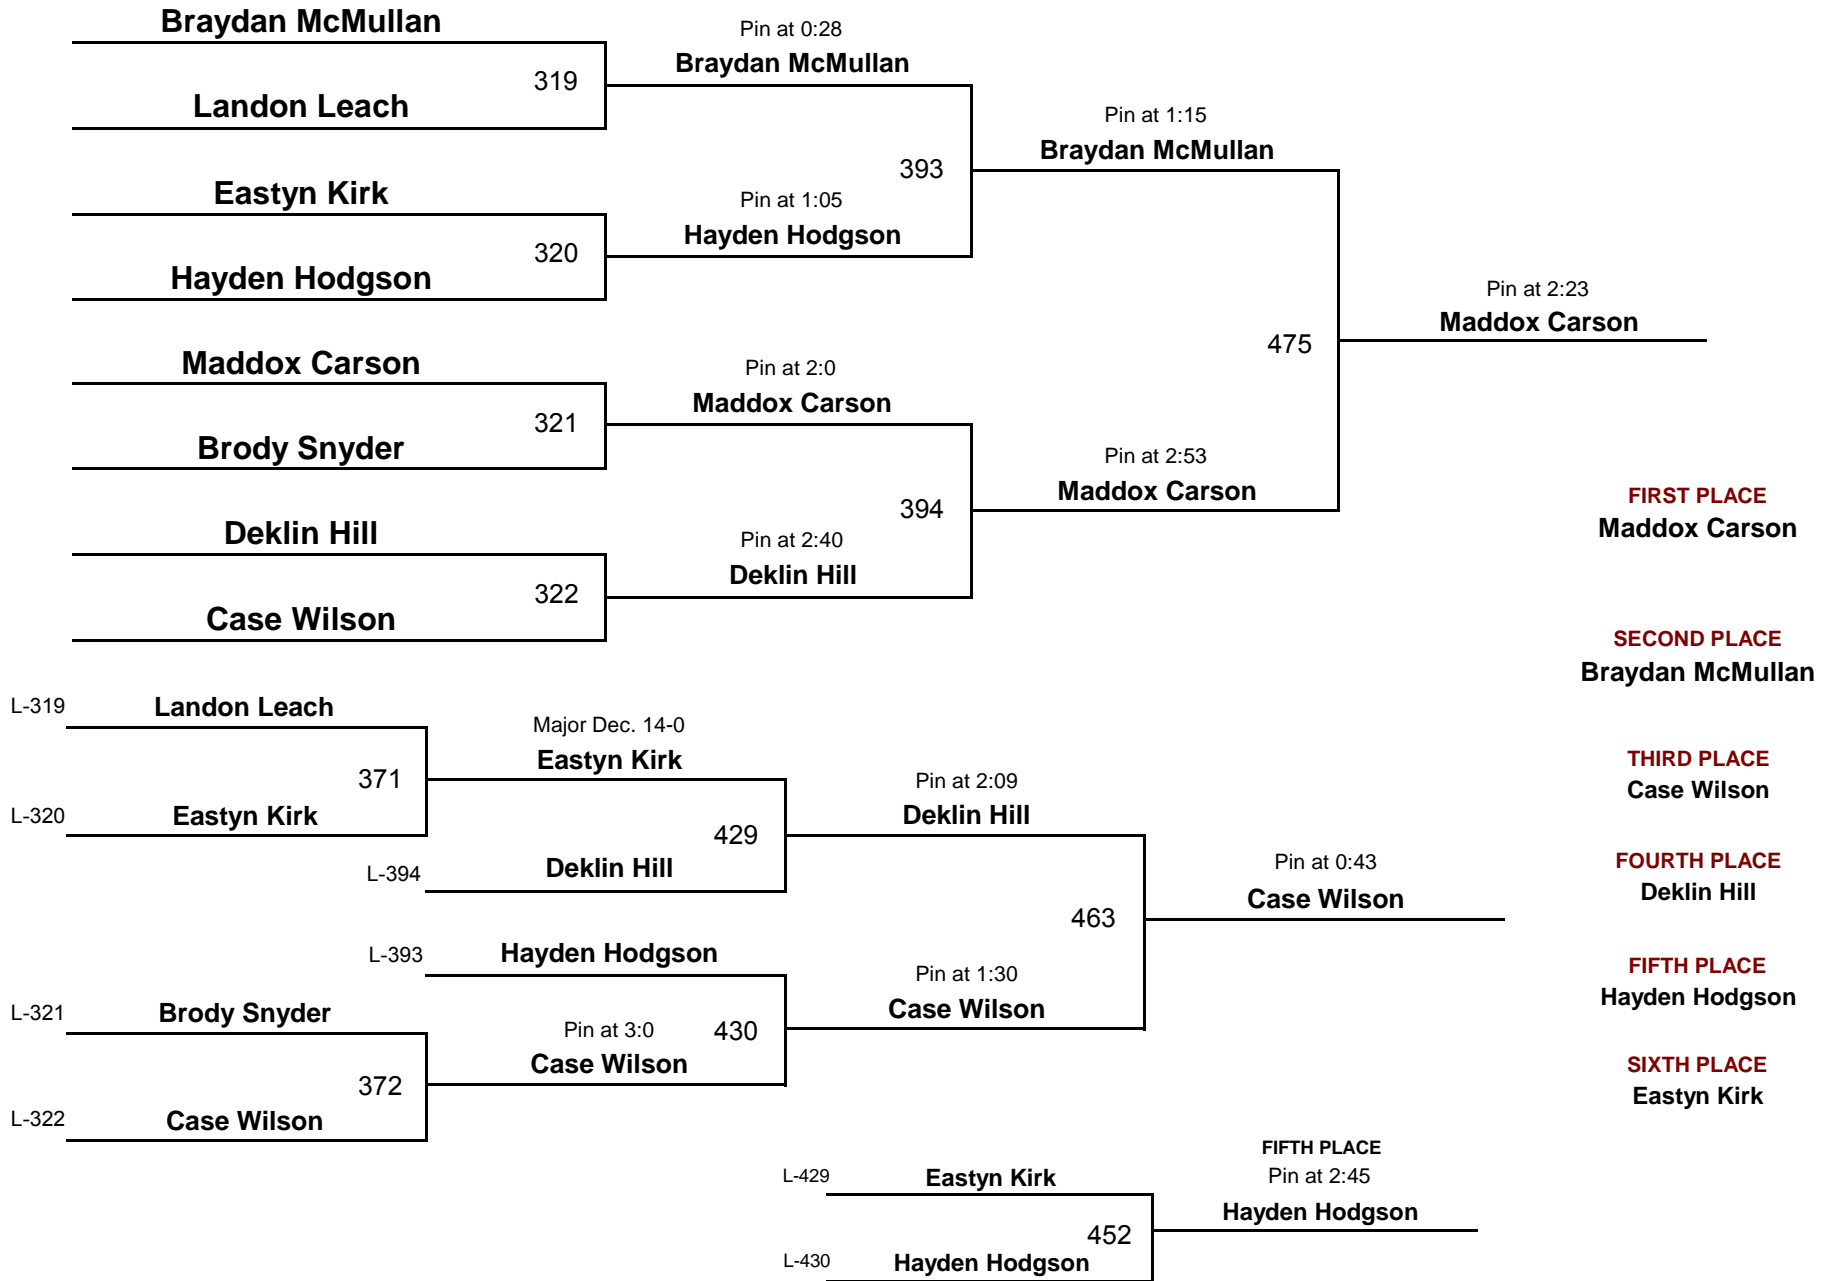 Braydan McMullan
319
Landon Leach
Eastyn Kirk
320
Hayden Hodgson
Maddox Carson
321
Brody Snyder
Deklin Hill
322
Case Wilson
Pin at 0:28
Braydan McMullan
393
Pin at 1:05
Hayden Hodgson
Pin at 2:0
Maddox Carson
394
Pin at 2:40
Deklin Hill
Pin at 1:15
Braydan McMullan
475
Pin at 2:53
Maddox Carson
Pin at 2:23
Maddox Carson
FIRST PLACE
Maddox Carson
SECOND PLACE
Braydan McMullan
THIRD PLACE
Case Wilson
FOURTH PLACE
Deklin Hill
FIFTH PLACE
Hayden Hodgson
SIXTH PLACE
Eastyn Kirk
L-319 Landon Leach
371
L-320 Eastyn Kirk
Major Dec. 14-0
Eastyn Kirk
429
L-394 Deklin Hill
L-393 Hayden Hodgson
430
L-321 Brody Snyder
372
L-322 Case Wilson
Pin at 3:0
Case Wilson
Pin at 2:09
Deklin Hill
463
Pin at 1:30
Case Wilson
Pin at 0:43
Case Wilson
L-429 Eastyn Kirk
452
L-430 Hayden Hodgson
FIFTH PLACE
Pin at 2:45
Hayden Hodgson